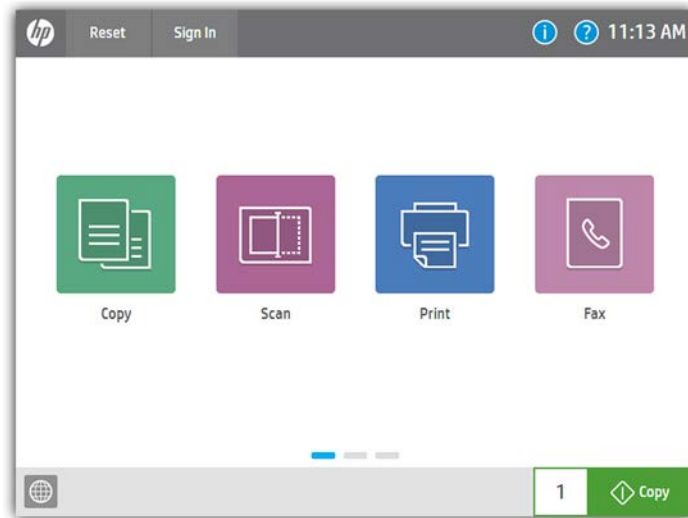 hp
Reset
Sign In
i
?
11:13 AM
Copy
Scan
Print
Fax
1
Copy